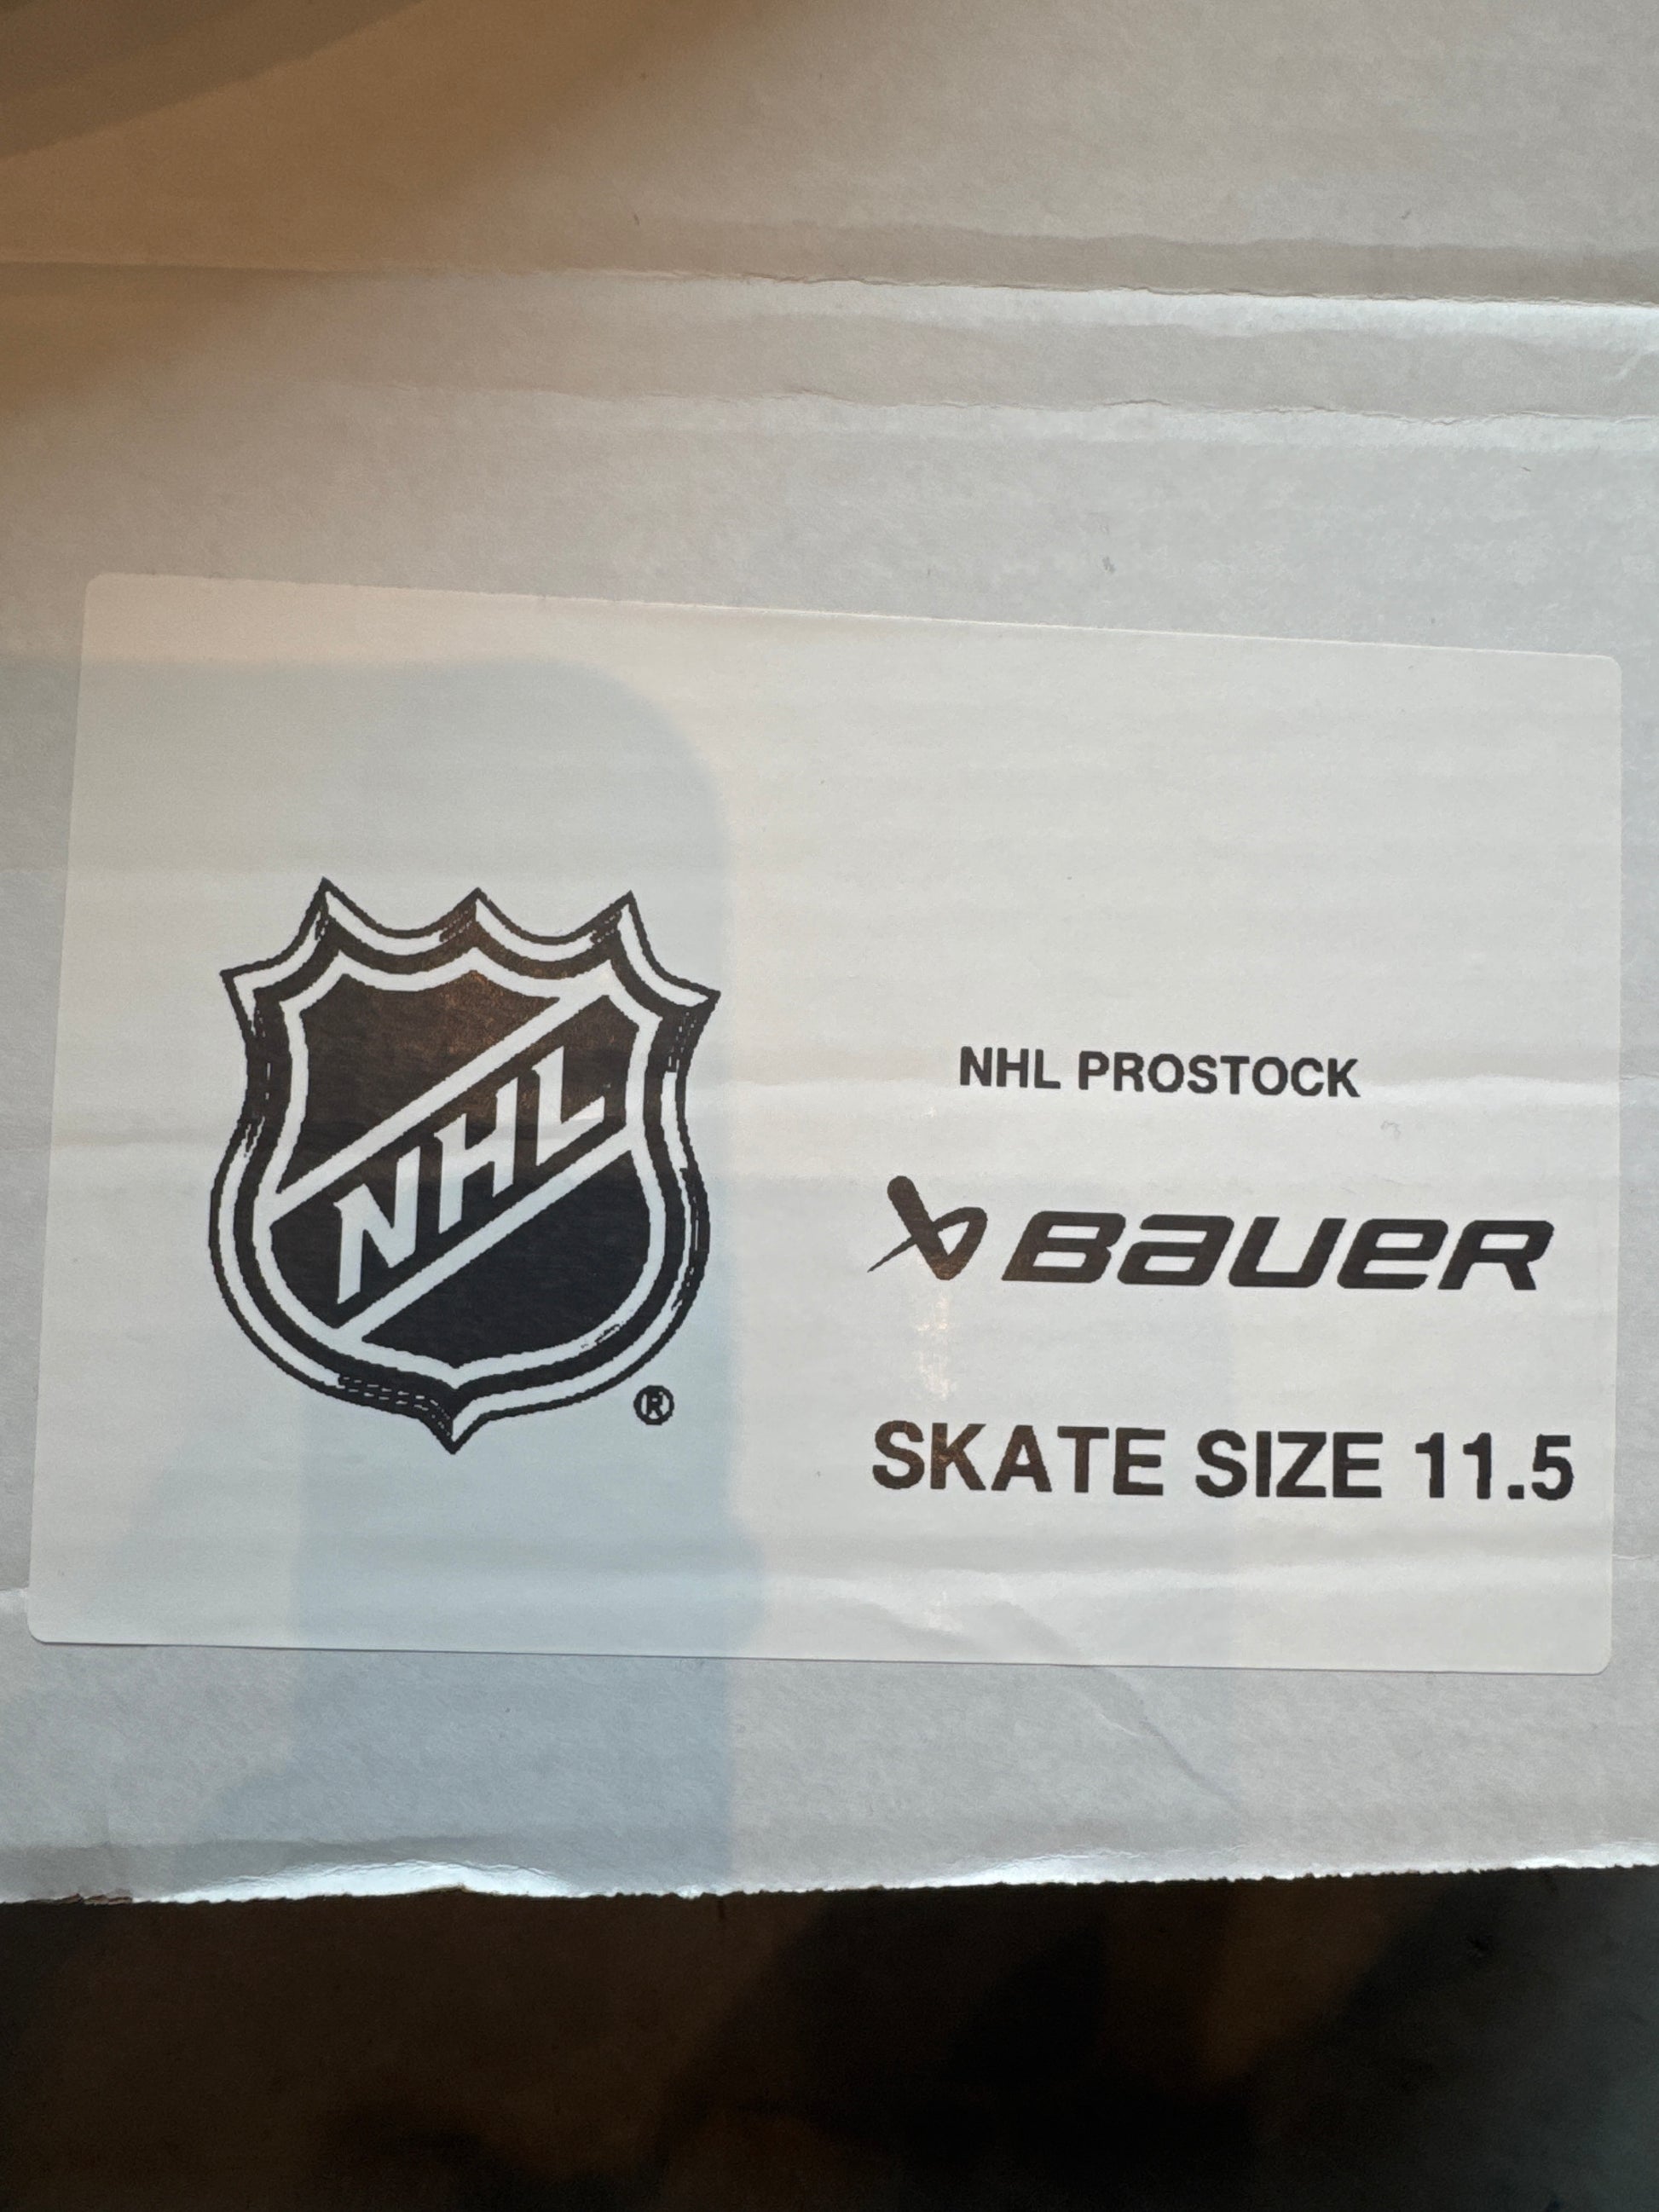 NHL
®
NHL PROSTOCK
BAUER
SKATE SIZE 11.5